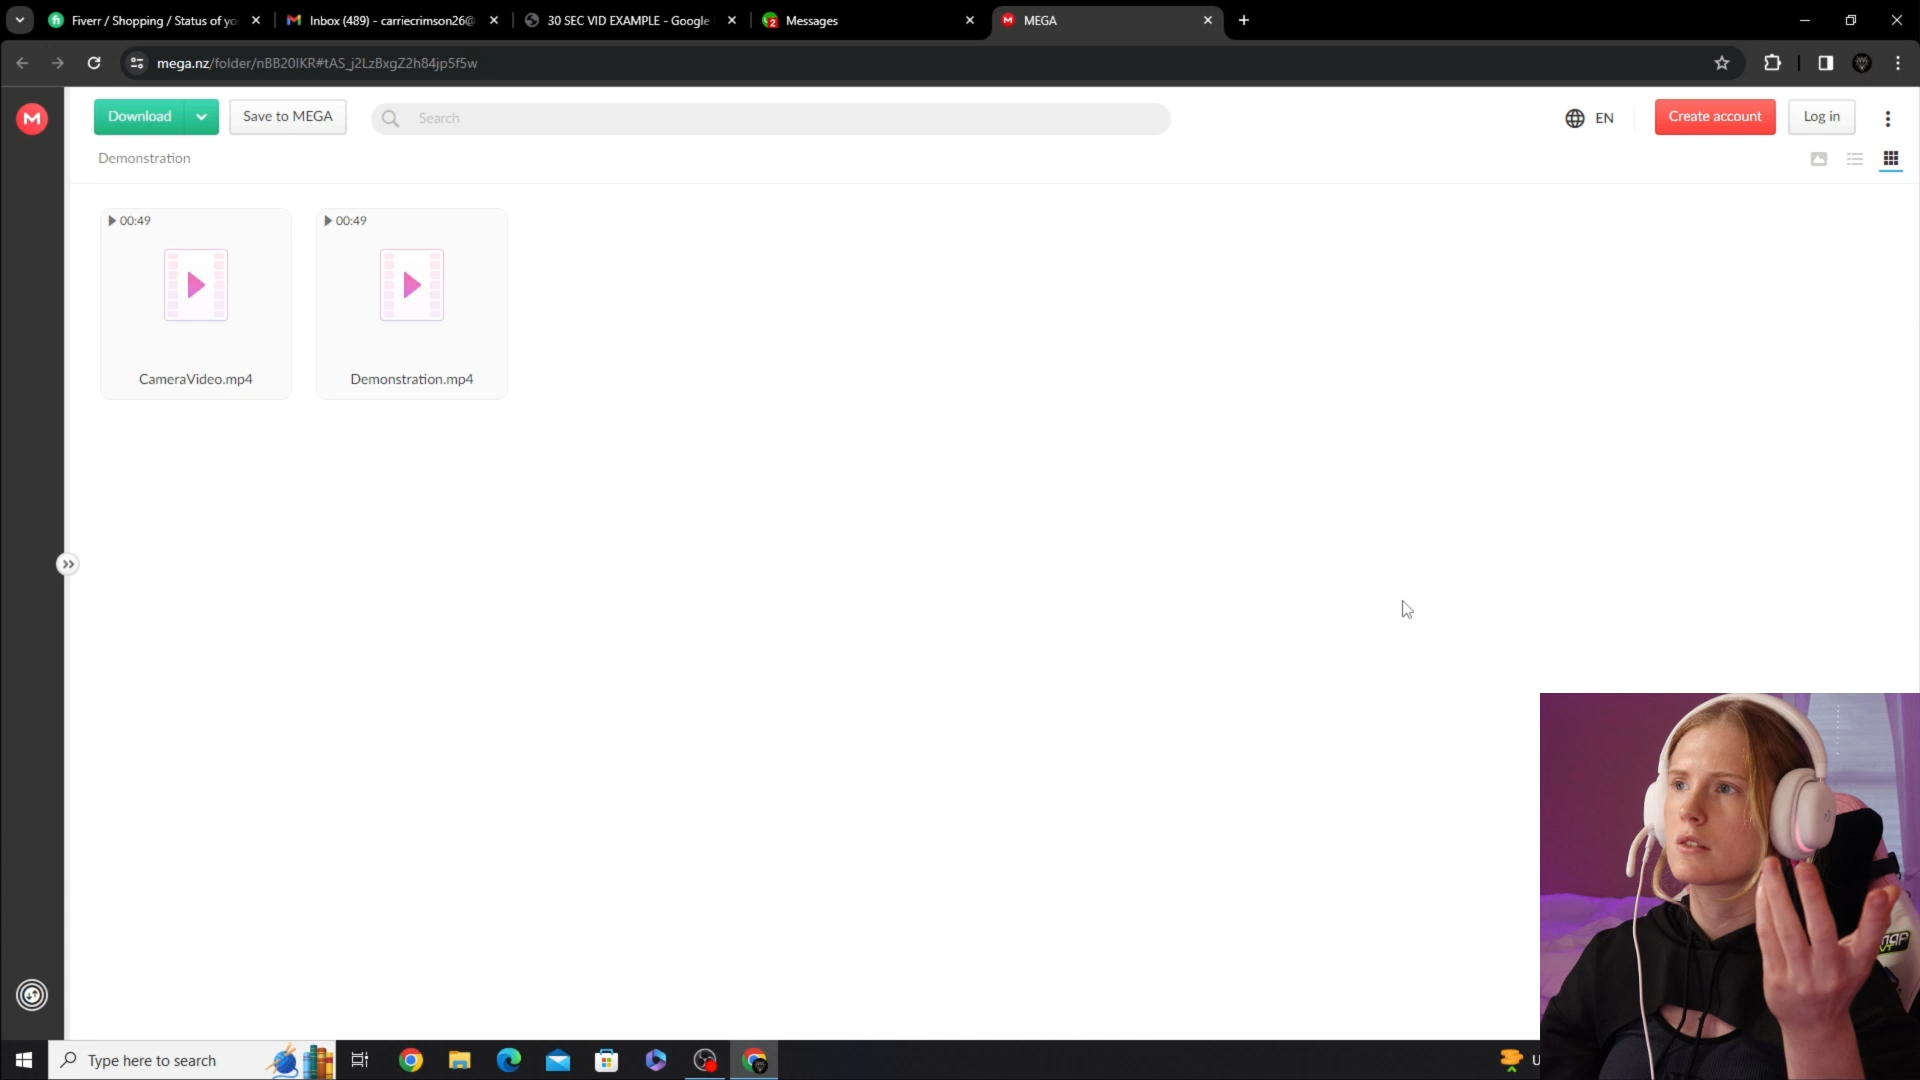 Fiverr / Shopping / Status of yo
Inbox (489) - carriecrimson26@
30 SEC VID EXAMPLE - Google
2 Messages
MEGA
mega.nz/folder/nBB20IKR#tAS_j2LzBxgZ2h84jp5f5w
M
Download
Save to MEGA
Search
EN
Create account
Log in
Demonstration
00:49
00:49
CameraVideo.mp4
Demonstration.mp4
Type here to search
U